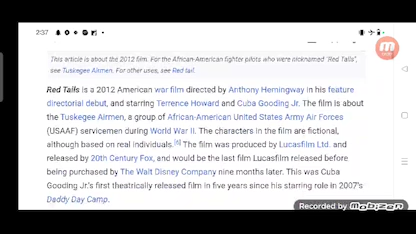 2:37
This article is about the 2012 film. For the African-American fighter pilots who were nicknamed "Red Tails",
see Tuskegee Airmen. For other uses, see Red tail.
Red Tails is a 2012 American war film directed by Anthony Hemingway in his feature
directorial debut, and starring Terrence Howard and Cuba Gooding Jr. The film is about
the Tuskegee Airmen, a group of African-American United States Army Air Forces
(USAAF) servicemen during World War II. The characters in the film are fictional,
although based on real individuals.[6] The film was produced by Lucasfilm Ltd. and
released by 20th Century Fox, and would be the last film Lucasfilm released before
being purchased by The Walt Disney Company nine months later. This was Cuba
Gooding Jr.'s first theatrically released film in five years since his starring role in 2007's
Daddy Day Camp.
Recorded by Mobizen